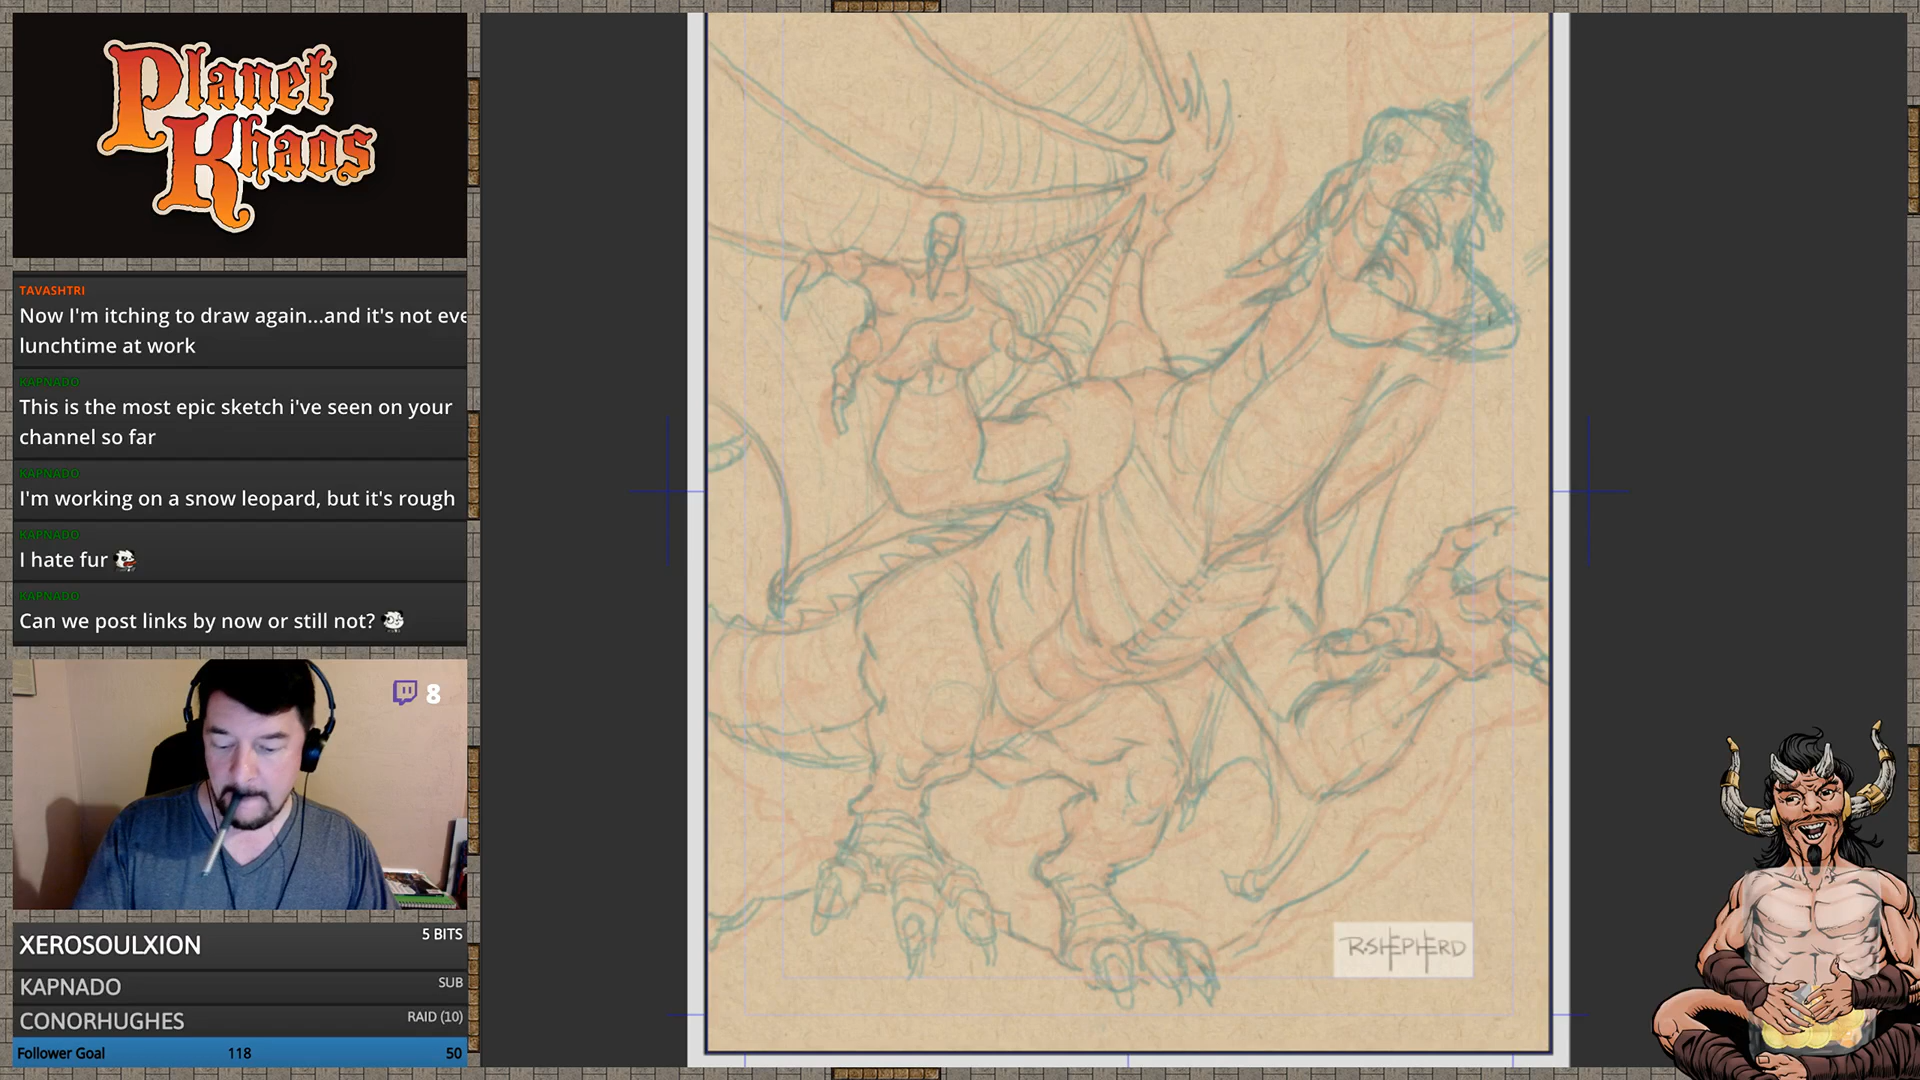 Planet
Khaos
TAVASHTRI
Now I'm itching to draw again...and it's not eve
lunchtime at work
KAPNADO
This is the most epic sketch i've seen on your
channel so far
KAPNADO
I'm working on a snow leopard, but it's rough
KAPNADO
I hate fur
KAPNADO
Can we post links by now or still not?
8
XEROSOULXION 5 BITS
KAPNADO SUB
CONORHUGHES RAID (10)
Follower Goal 118 50
R.SHEPHERD